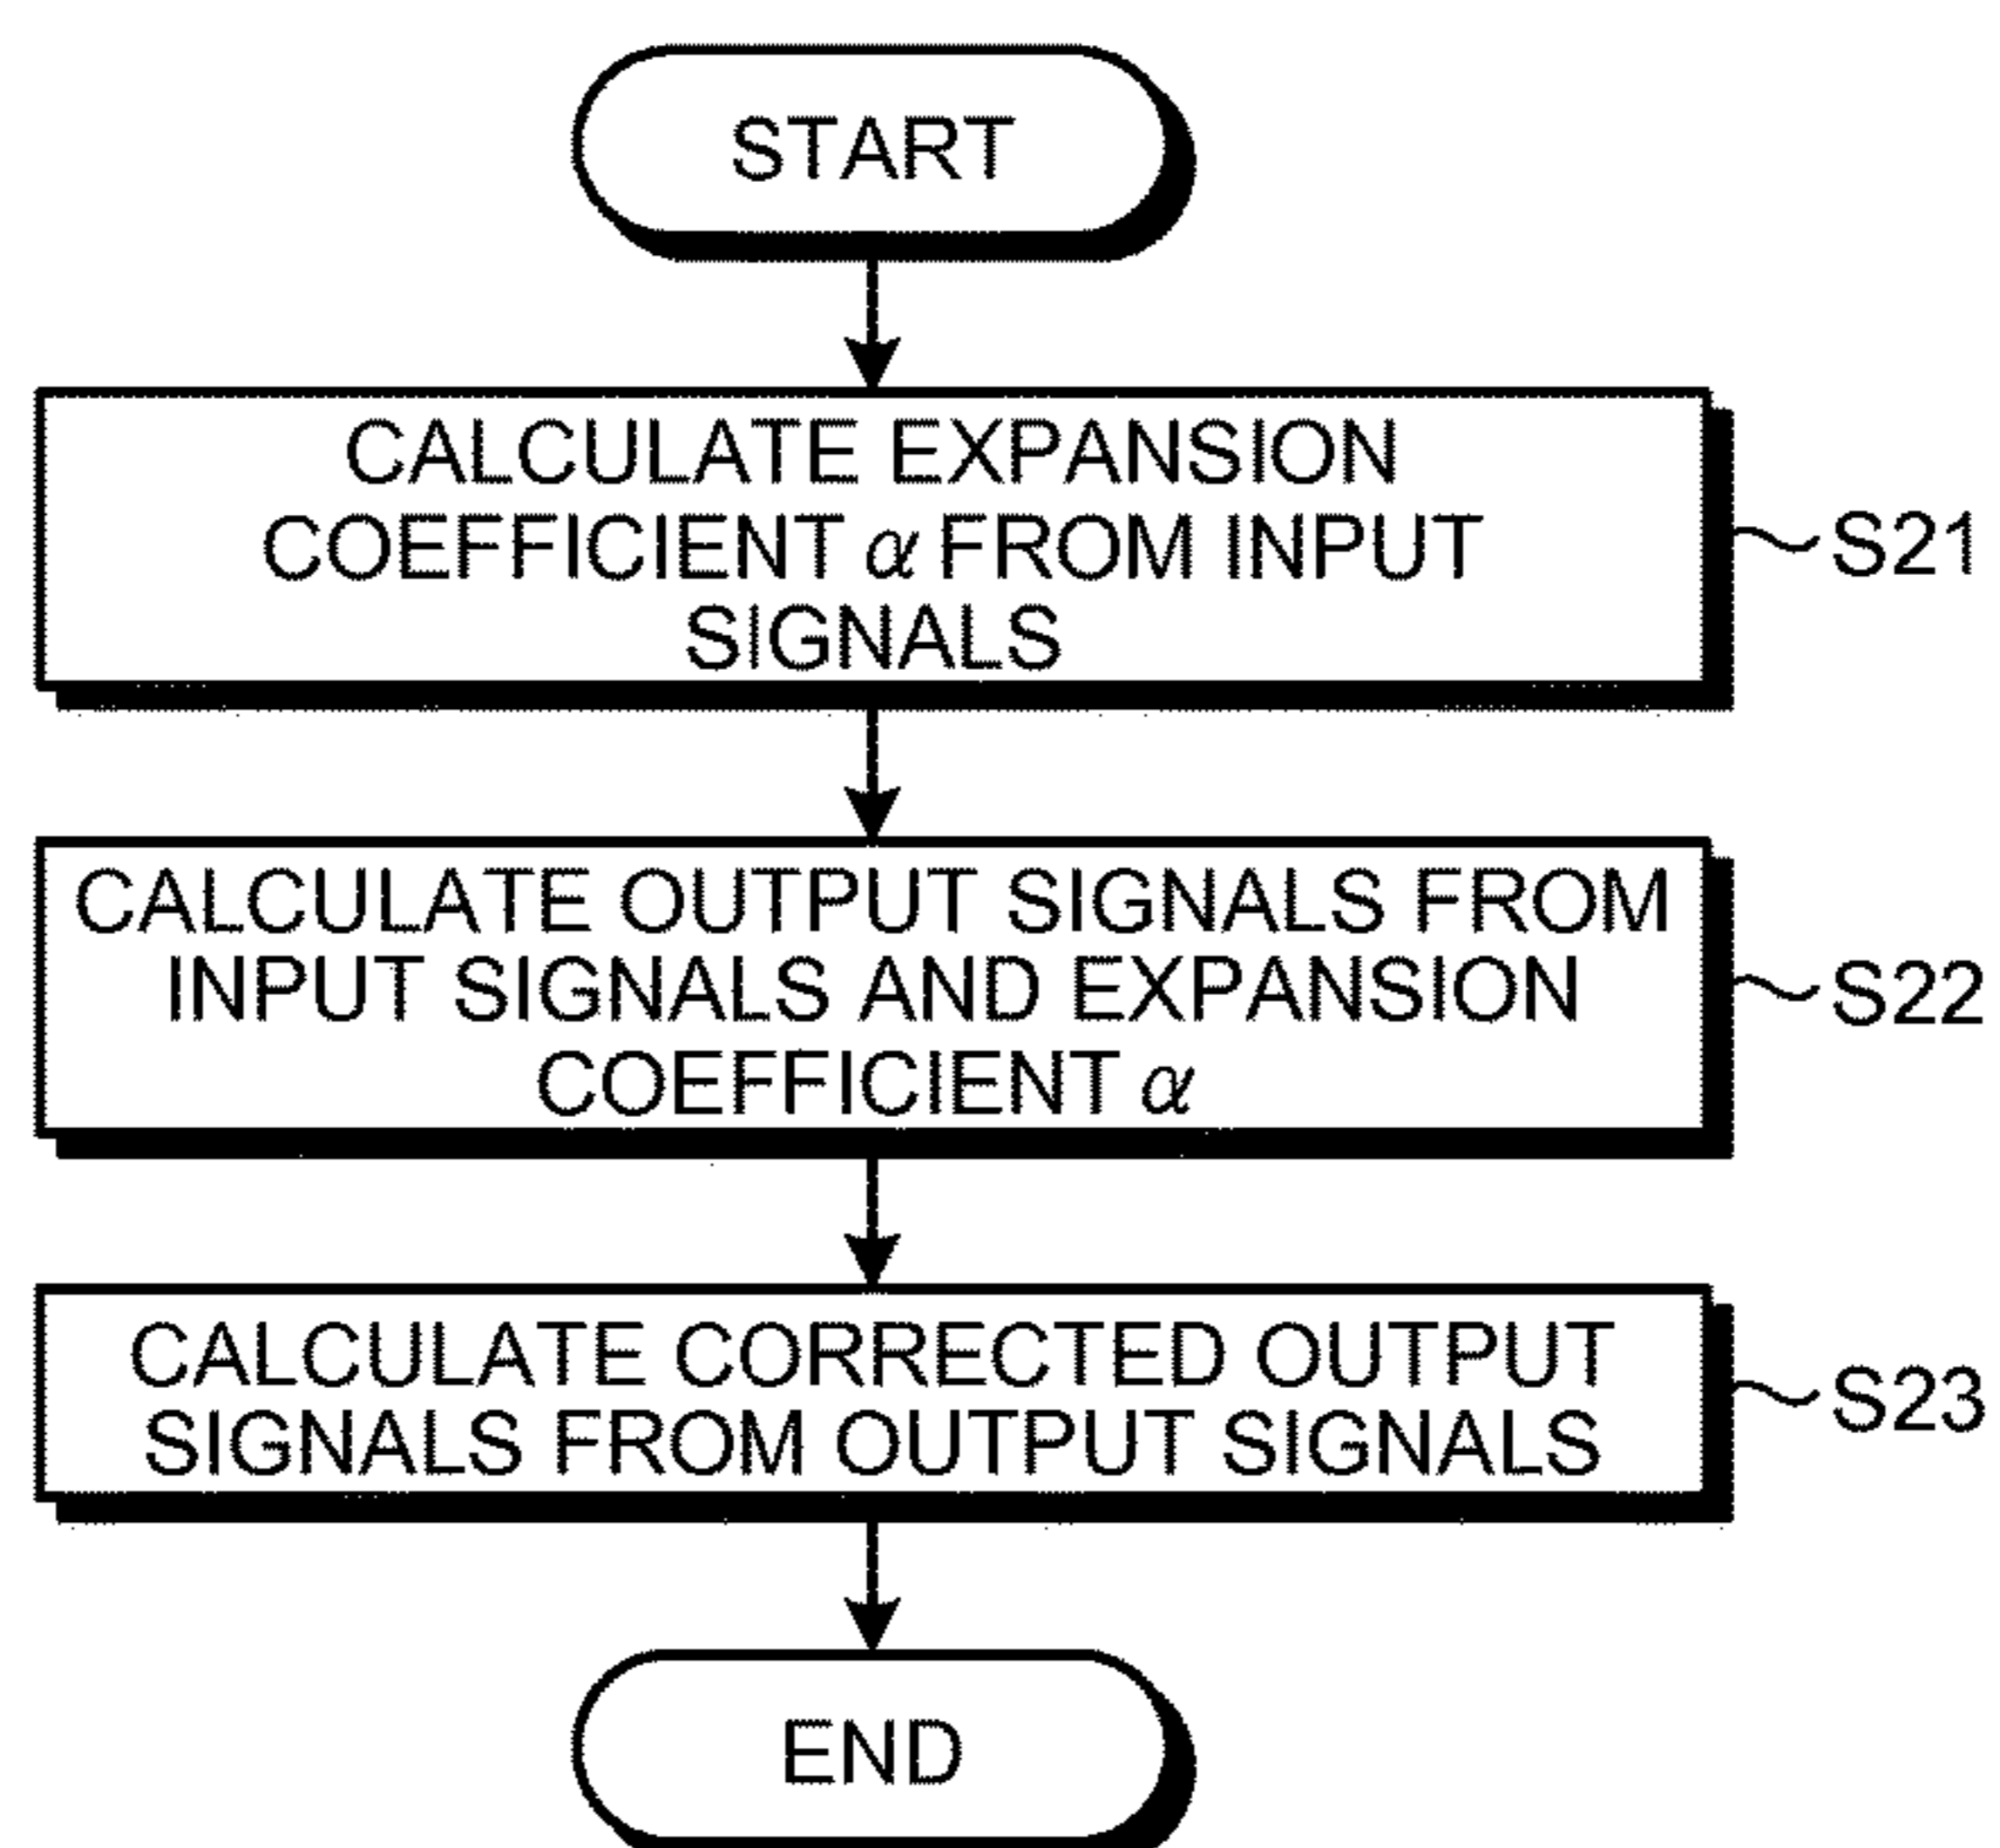 START
CALCULATE EXPANSION
COEFFICIENT α FROM INPUT
SIGNALS
S21
CALCULATE OUTPUT SIGNALS FROM
INPUT SIGNALS AND EXPANSION
COEFFICIENT α
S22
CALCULATE CORRECTED OUTPUT
SIGNALS FROM OUTPUT SIGNALS
S23
END